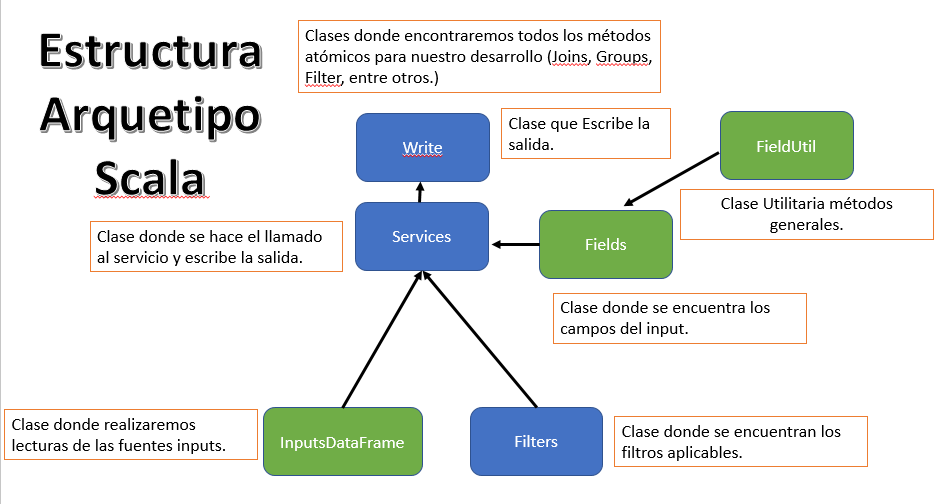 Estructura
Arquetipo
Scala
Clases donde encontraremos todos los métodos
atómicos para nuestro desarrollo (Joins, Groups,
Filter, entre otros.)
Write
Clase que Escribe la
salida.
FieldUtil
Clase Utilitaria métodos
generales.
Clase donde se hace el llamado
al servicio y escribe la salida.
Services
Fields
Clase donde se encuentra los
campos del input.
Clase donde realizaremos
lecturas de las fuentes inputs.
InputsDataFrame
Filters
Clase donde se encuentran los
filtros aplicables.